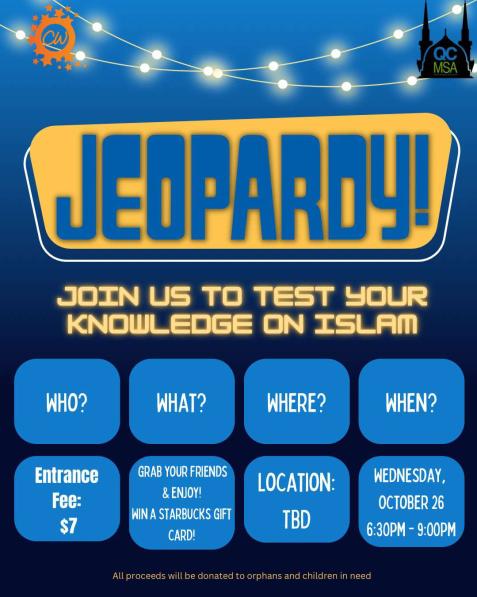 CW
QC
MSA
JEOPARDY!
JOIN US TO TEST YOUR
KNOWLEDGE ON ISLAM
WHO?
WHAT?
WHERE?
WHEN?
Entrance
Fee:
$7
GRAB YOUR FRIENDS
& ENJOY!
WIN A STARBUCKS GIFT
CARD!
LOCATION:
TBD
WEDNESDAY,
OCTOBER 26
6:30PM - 9:00PM
All proceeds will be donated to orphans and children in need